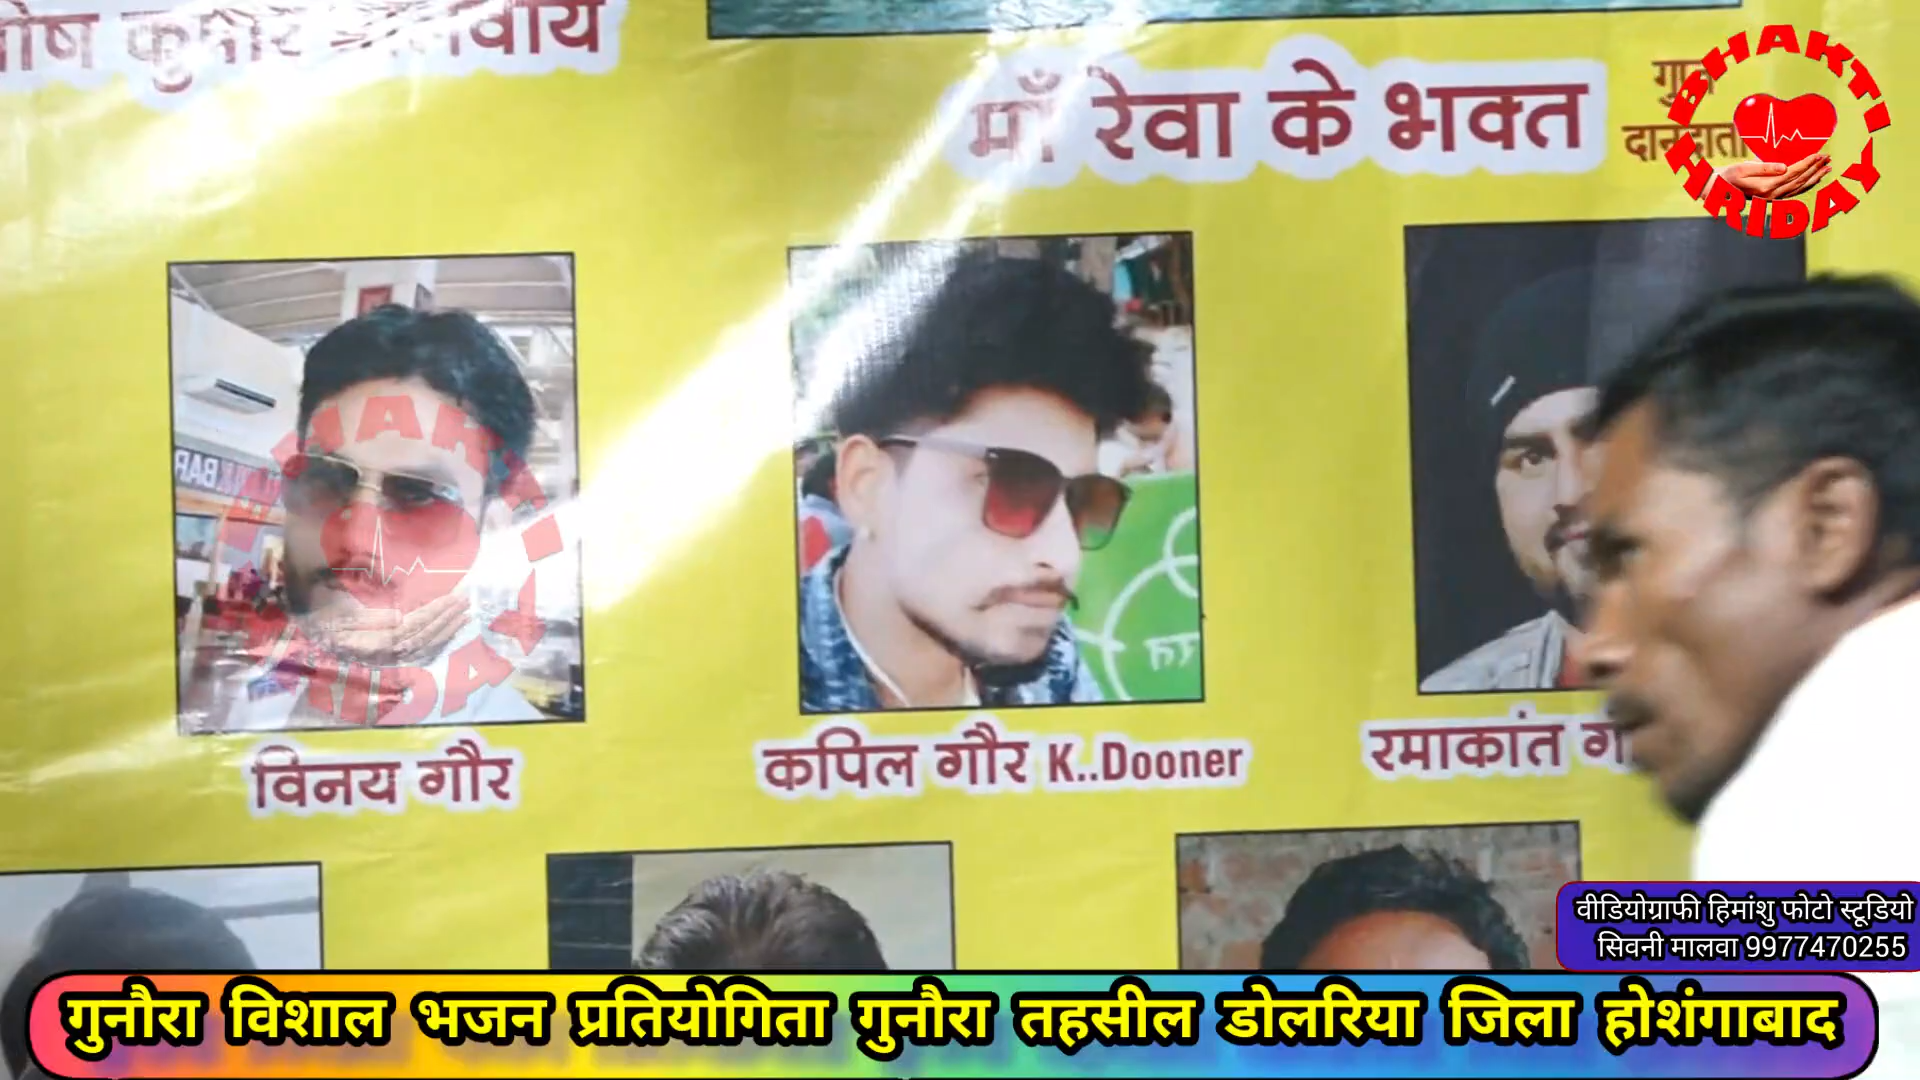 कुमार
माँ रेवा के भक्त
BHAKTI
HRIDAY
विनय गौर
कपिल गौर K..Dooner
रमाकांत
वीडियोग्राफी हिमांशु फोटो स्टूडियो
सिवनी मालवा 9977470255
गुनौरा विशाल भजन प्रतियोगिता गुनौरा तहसील डोलरिया जिला होशंगाबाद